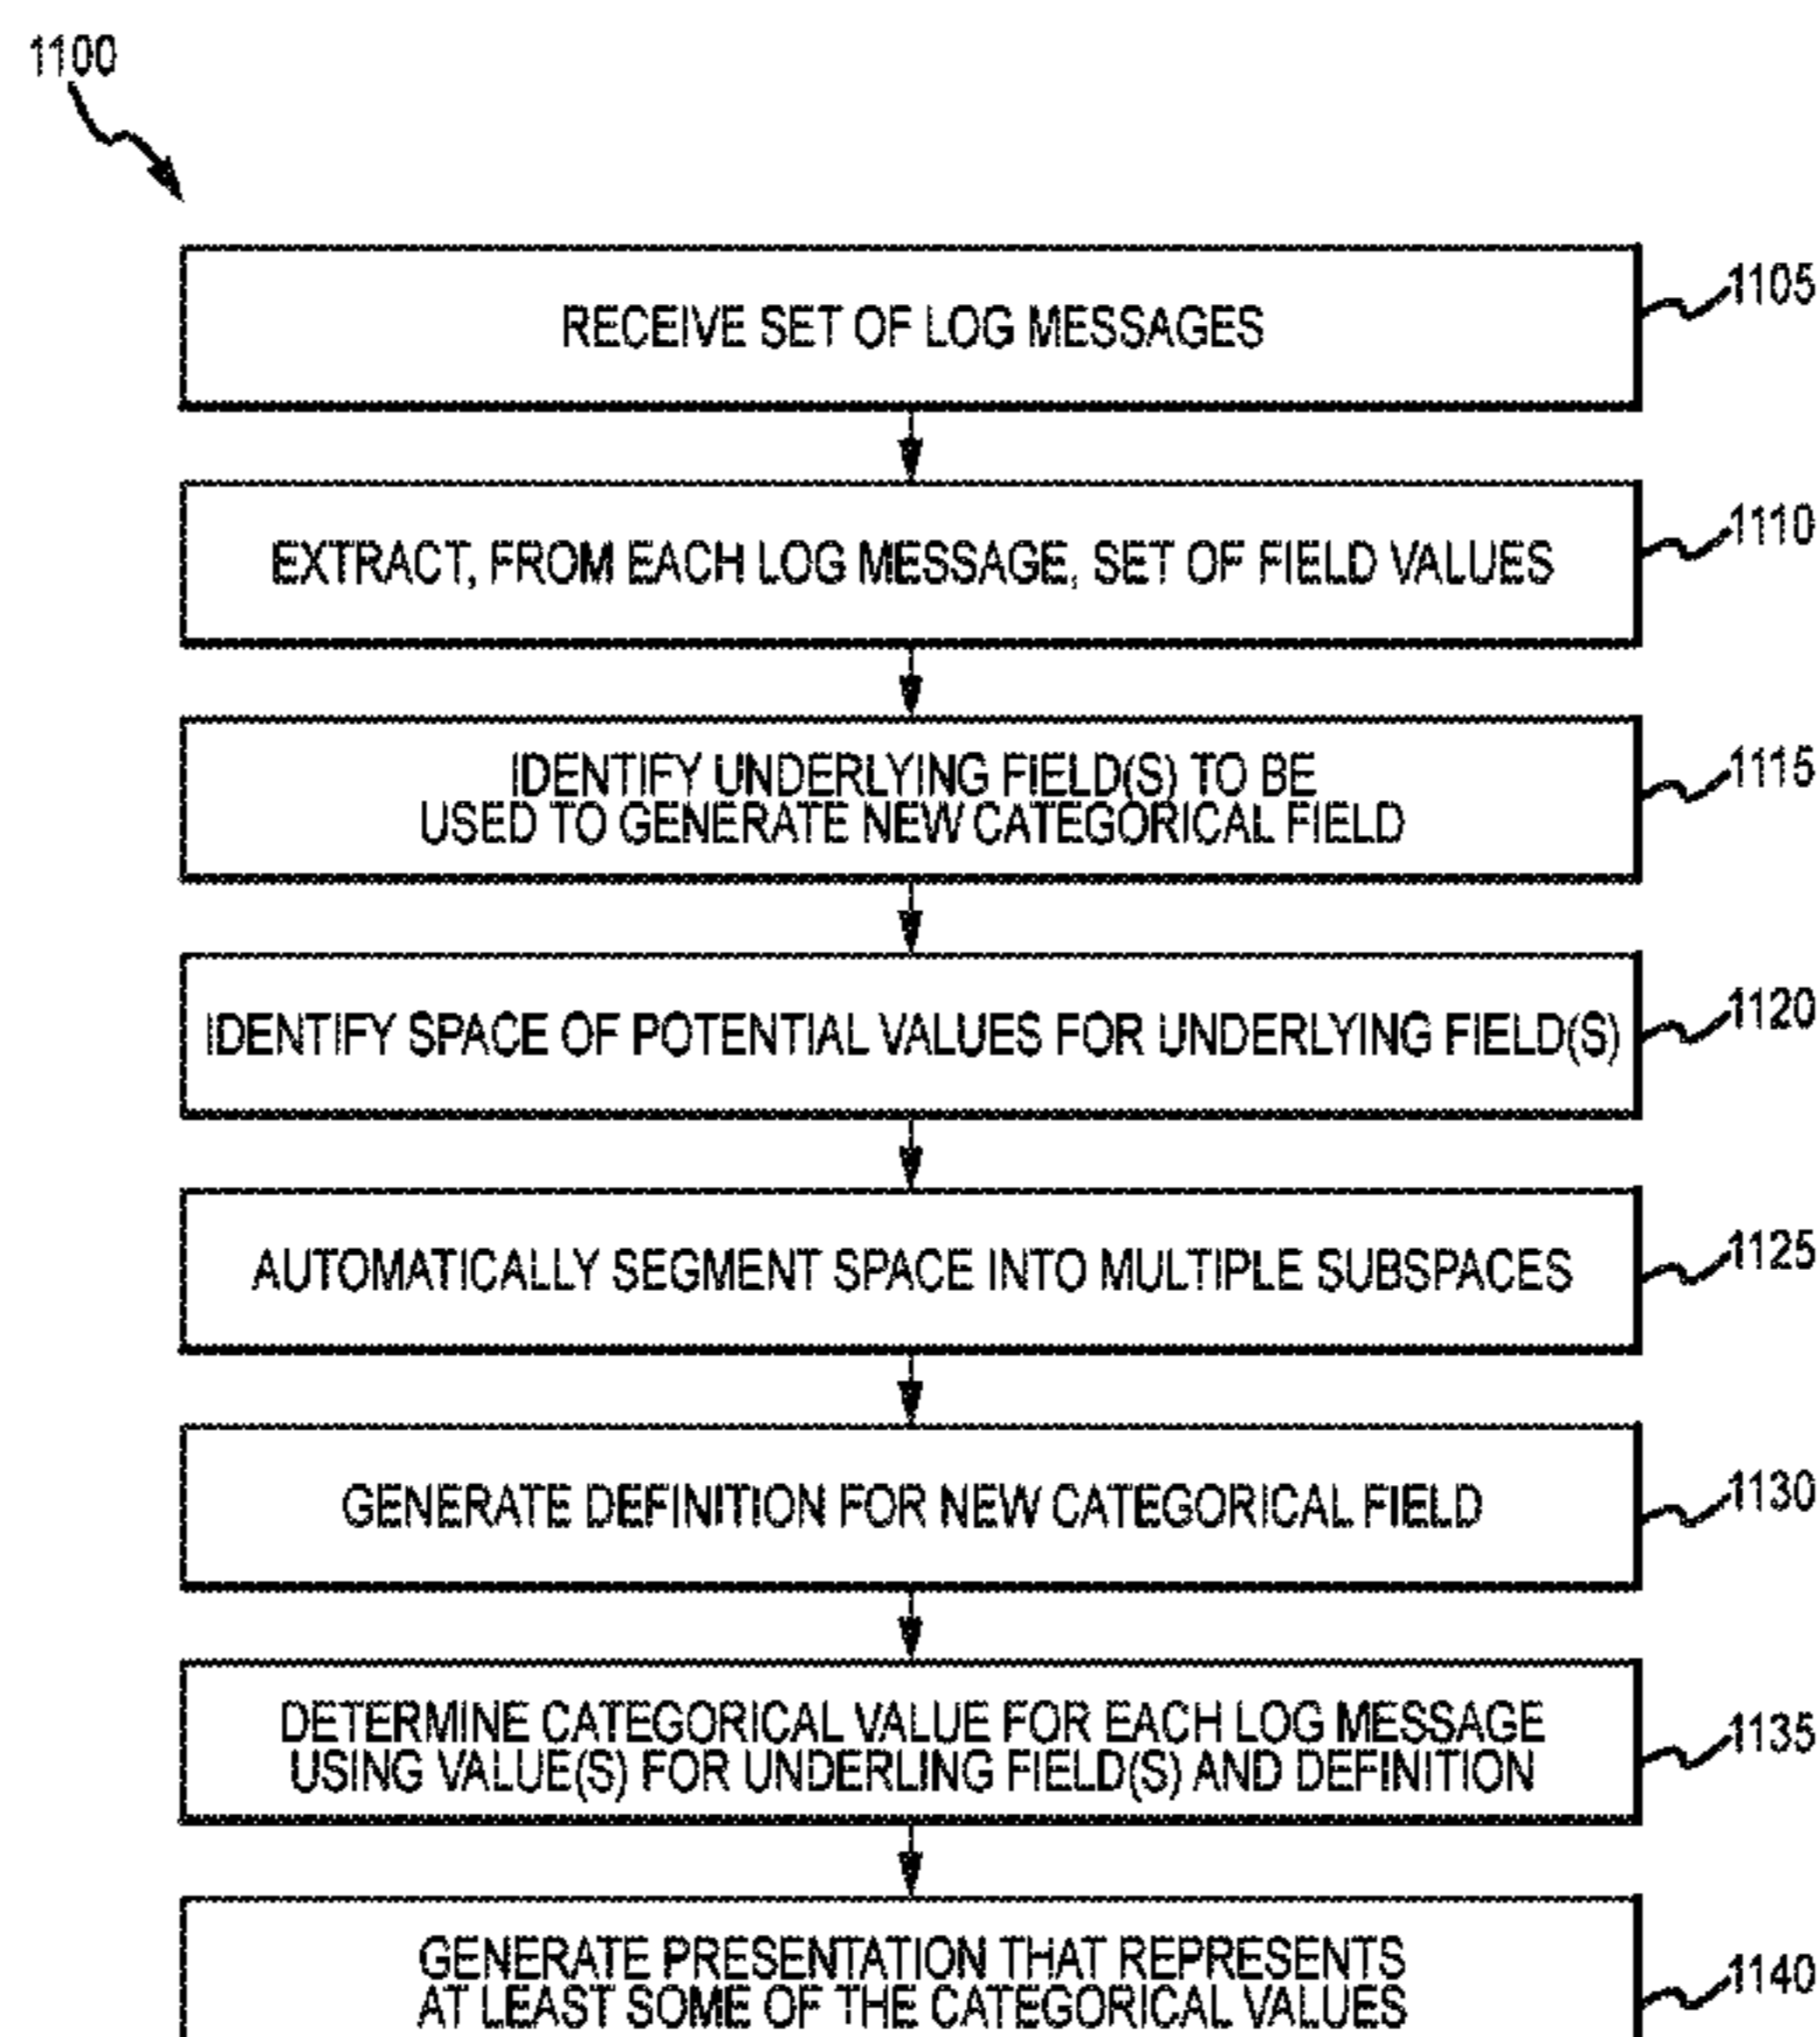 1100
RECEIVE SET OF LOG MESSAGES
1105
EXTRACT, FROM EACH LOG MESSAGE, SET OF FIELD VALUES
1110
IDENTIFY UNDERLYING FIELD(S) TO BE
USED TO GENERATE NEW CATEGORICAL FIELD
1115
IDENTIFY SPACE OF POTENTIAL VALUES FOR UNDERLYING FIELD(S)
1120
AUTOMATICALLY SEGMENT SPACE INTO MULTIPLE SUBSPACES
1125
GENERATE DEFINITION FOR NEW CATEGORICAL FIELD
1130
DETERMINE CATEGORICAL VALUE FOR EACH LOG MESSAGE
USING VALUE(S) FOR UNDERLING FIELD(S) AND DEFINITION
1135
GENERATE PRESENTATION THAT REPRESENTS
AT LEAST SOME OF THE CATEGORICAL VALUES
1140